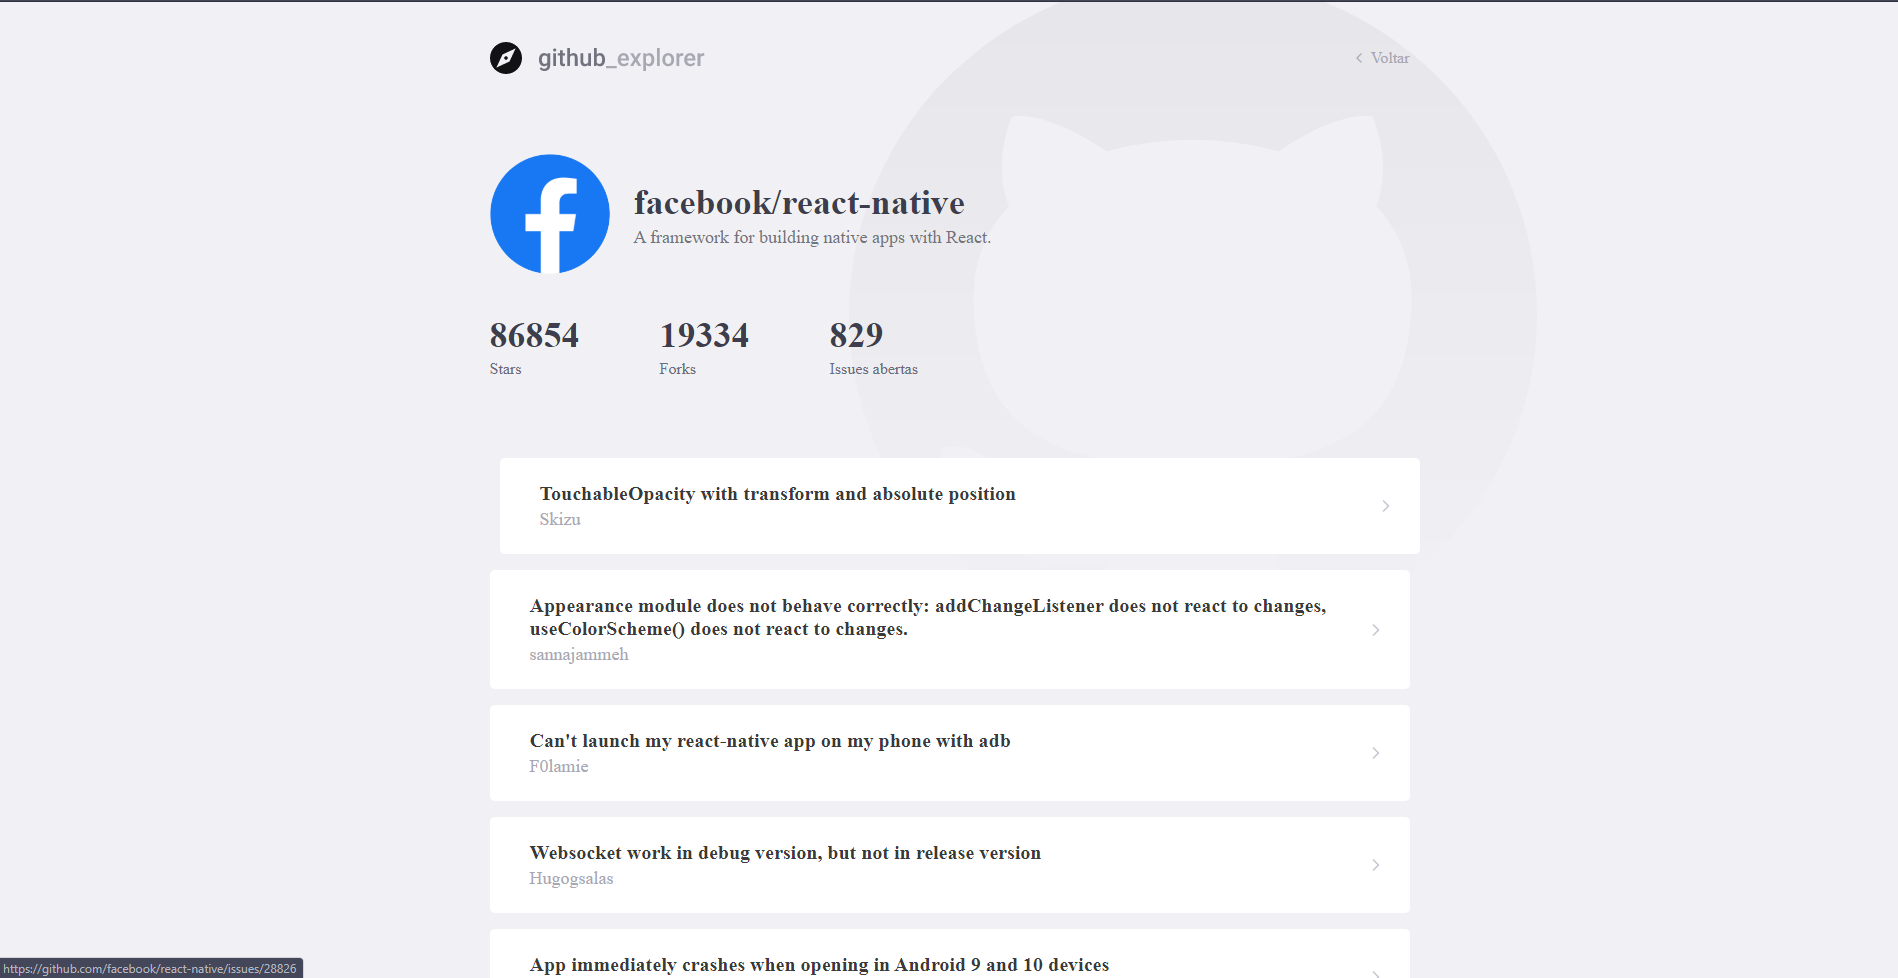 github_explorer
Voltar
facebook/react-native
A framework for building native apps with React.
86854
19334
829
Stars
Forks
Issues abertas
TouchableOpacity with transform and absolute position
Skizu
Appearance module does not behave correctly: addChangeListener does not react to changes,
useColorScheme() does not react to changes.
sannajammeh
Can't launch my react-native app on my phone with adb
F0lamie
Websocket work in debug version, but not in release version
Hugogsalas
App immediately crashes when opening in Android 9 and 10 devices
https://github.com/facebook/react-native/issues/28826